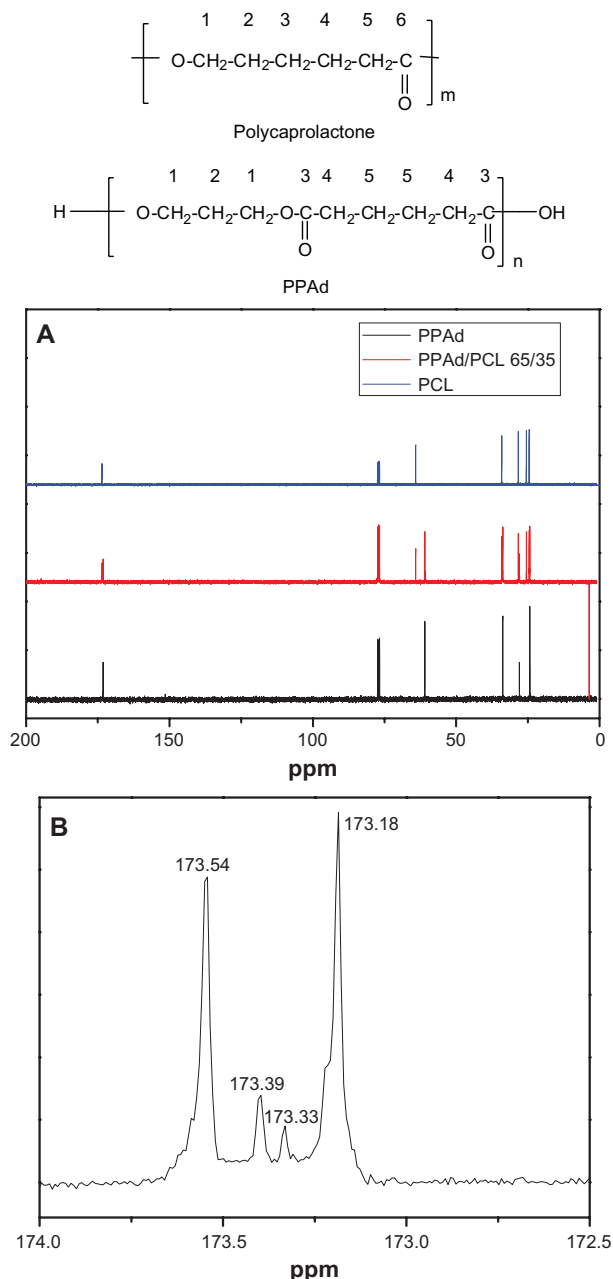 1 2 3 4 5 6
O-CH2-CH2-CH2-CH2-CH2-C
O
m
Polycaprolactone
1 2 1 3 4 5 5 4 3
H O-CH2-CH2-CH2-O-C-CH2-CH2-CH2-CH2-C OH
O O
n
PPAd
A
PPAd
PPAd/PCL 65/35
PCL
200 150 100 50 0
ppm
B
173.18
173.54
173.39
173.33
174.0 173.5 173.0 172.5
ppm